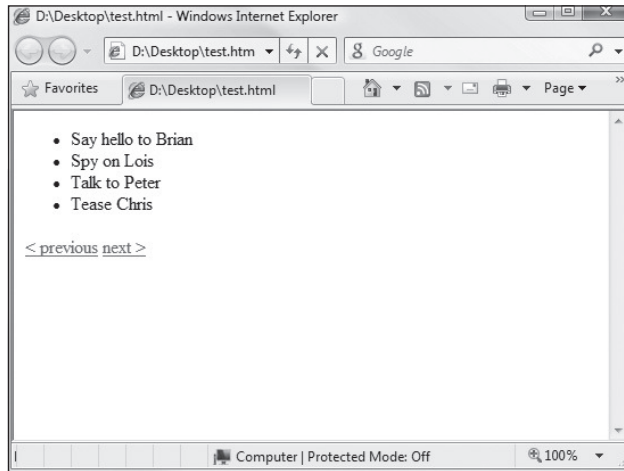 D:\Desktop\test.html - Windows Internet Explorer
D:\Desktop\test.htm
Google
Favorites
D:\Desktop\test.html
Page
• Say hello to Brian
• Spy on Lois
• Talk to Peter
• Tease Chris
< previous next >
Computer | Protected Mode: Off
100%